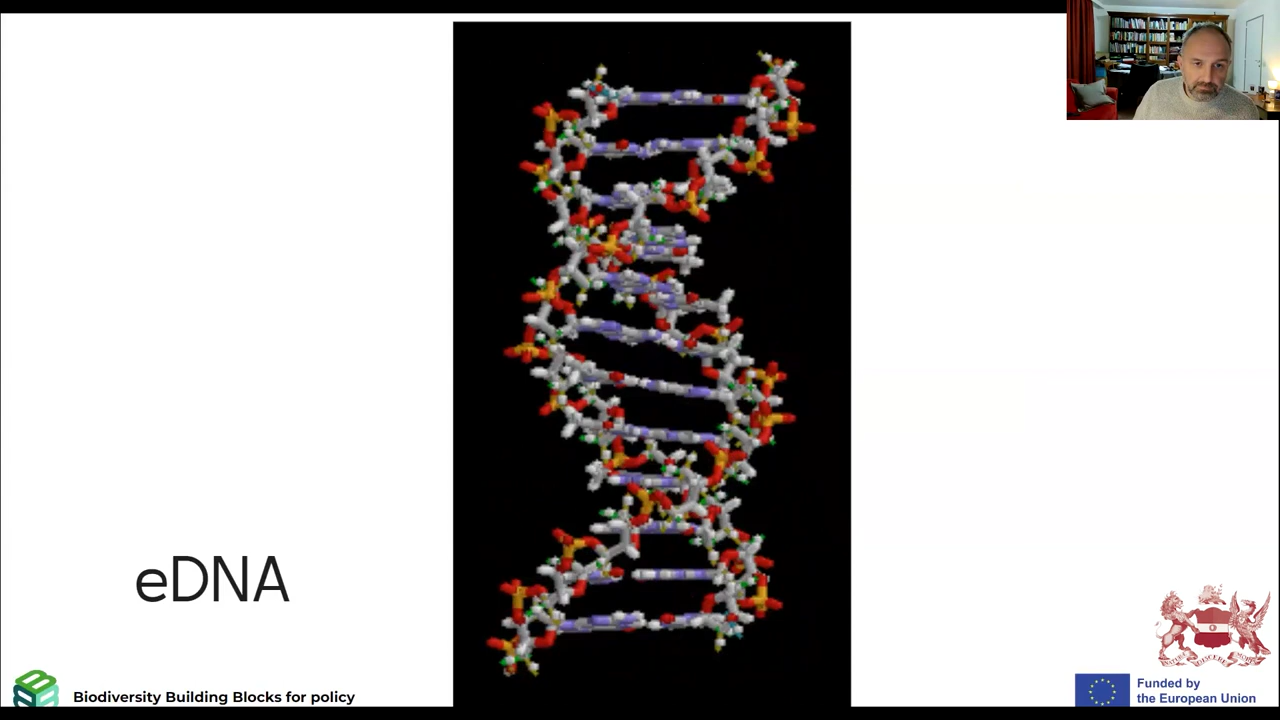 eDNA
Biodiversity Building Blocks for policy
Funded by
the European Union